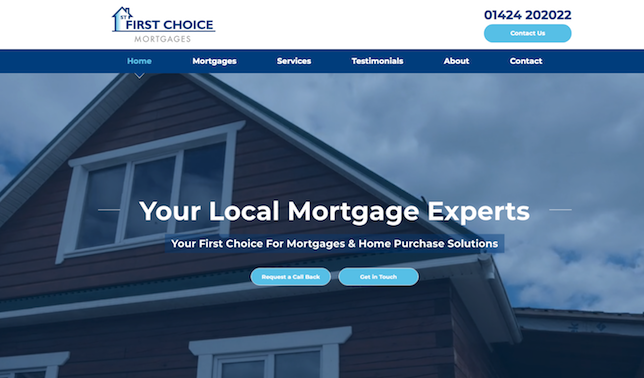 ST
FIRST CHOICE
MORTGAGES
01424 202022
Contact Us
Home Mortgages Services Testimonials About Contact
Your Local Mortgage Experts
Your First Choice For Mortgages & Home Purchase Solutions
Request a Call Back Get in Touch